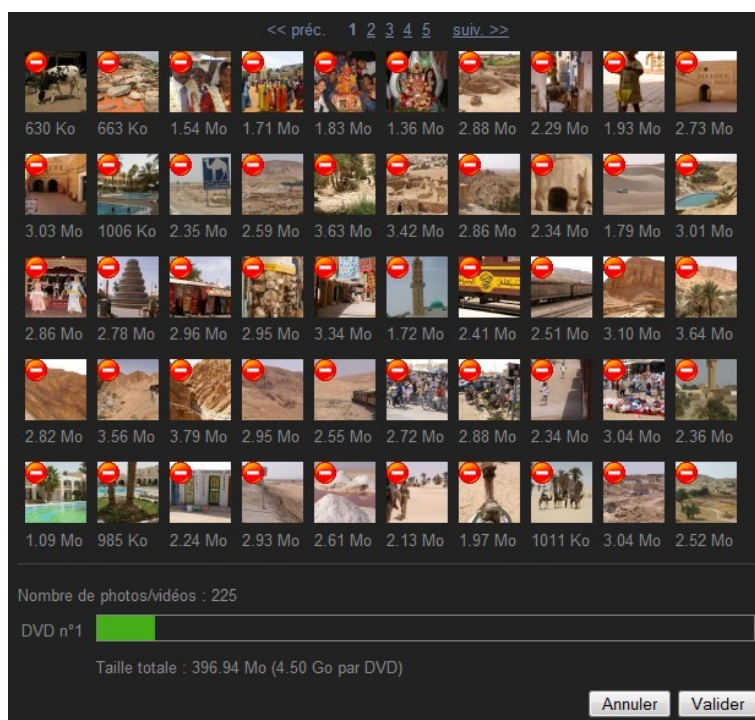 << préc. 1 2 3 4 5 suiv. >>
630 Ko 663 Ko 1.54 Mo 1.71 Mo 1.83 Mo 1.36 Mo 2.88 Mo 2.29 Mo 1.93 Mo 2.73 Mo
3.03 Mo 1006 Ko 2.35 Mo 2.59 Mo 3.63 Mo 3.42 Mo 2.86 Mo 2.34 Mo 1.79 Mo 3.01 Mo
2.86 Mo 2.78 Mo 2.96 Mo 2.95 Mo 3.34 Mo 1.72 Mo 2.41 Mo 2.51 Mo 3.10 Mo 3.64 Mo
2.82 Mo 3.56 Mo 3.79 Mo 2.95 Mo 2.55 Mo 2.72 Mo 2.88 Mo 2.34 Mo 3.04 Mo 2.36 Mo
1.09 Mo 985 Ko 2.24 Mo 2.93 Mo 2.61 Mo 2.13 Mo 1.97 Mo 1011 Ko 3.04 Mo 2.52 Mo
Nombre de photos/vidéos : 225
DVD n°1
Taille totale : 396.94 Mo (4.50 Go par DVD)
Annuler Valider